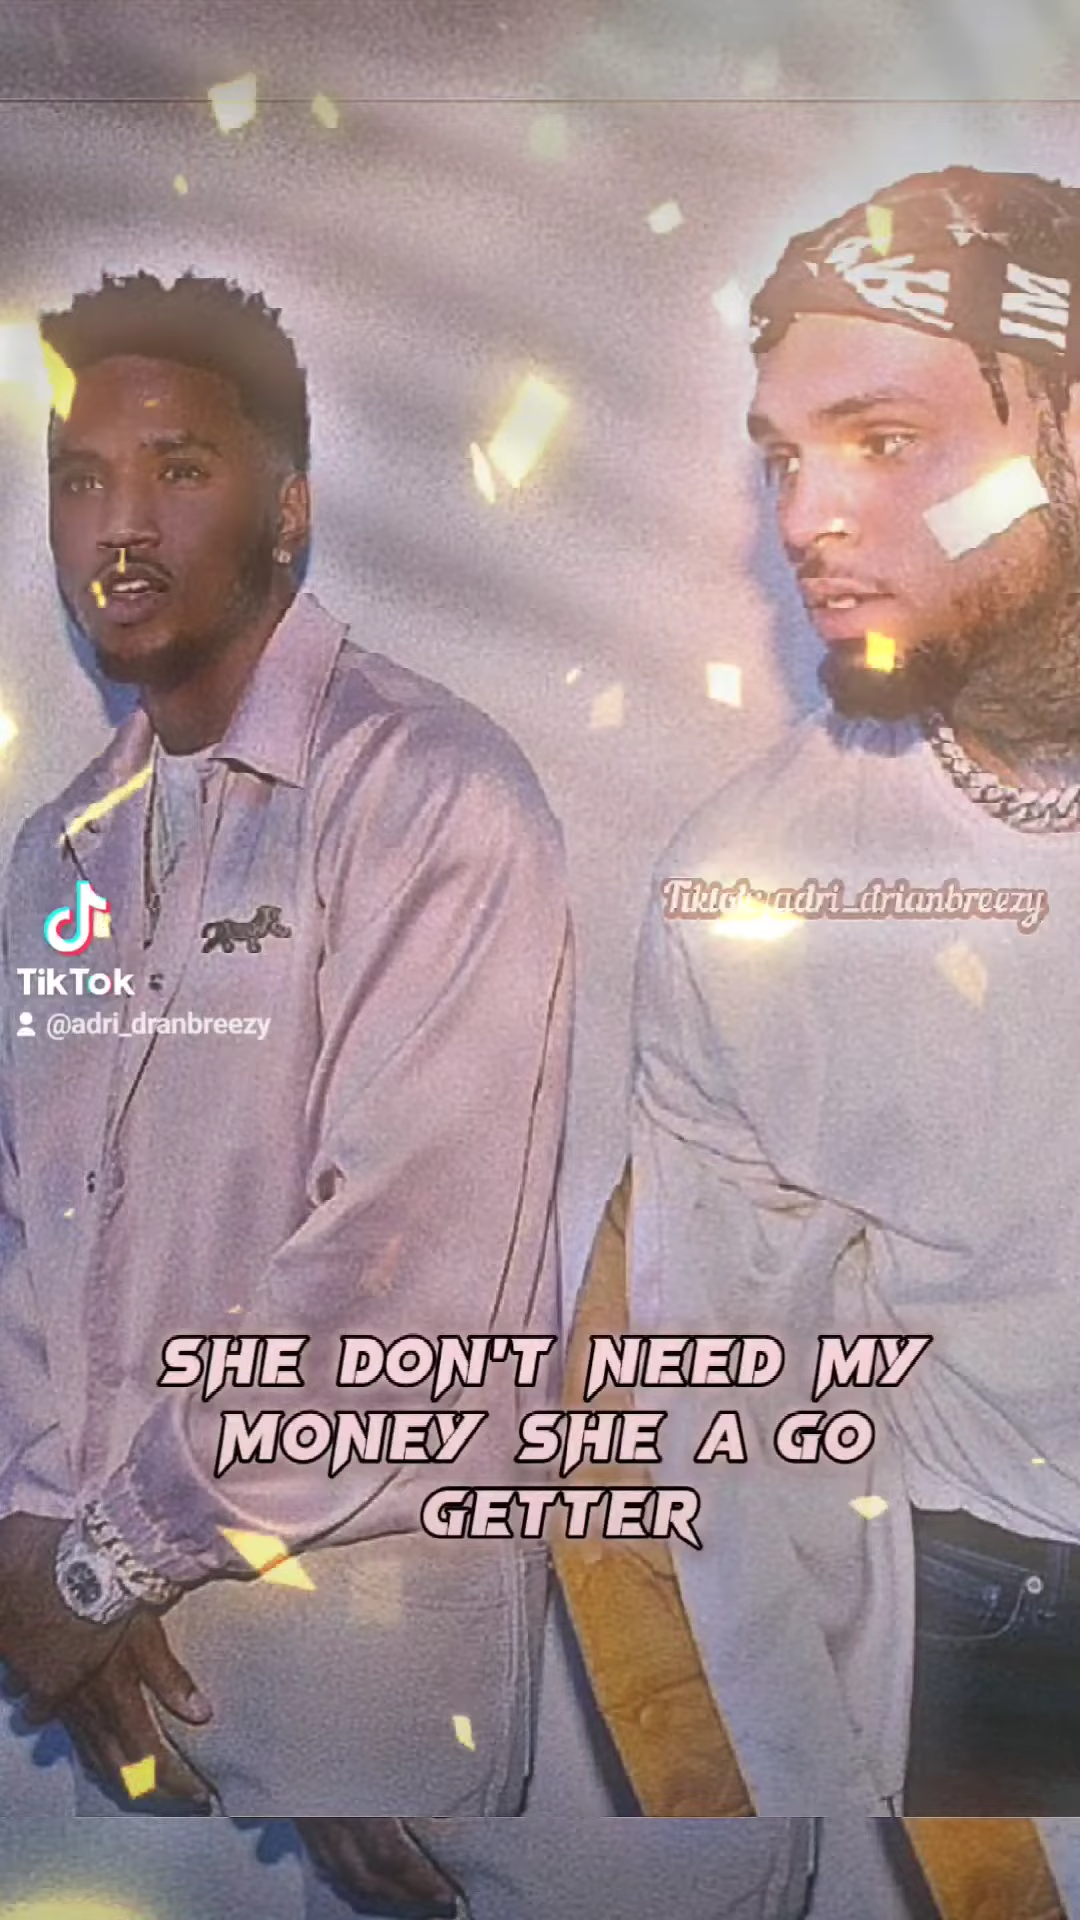 Tiktok: adri_drianbreezy
TikTok
@adri_dranbreezy
SHE DON'T NEED MY
MONEY SHE A GO
GETTER